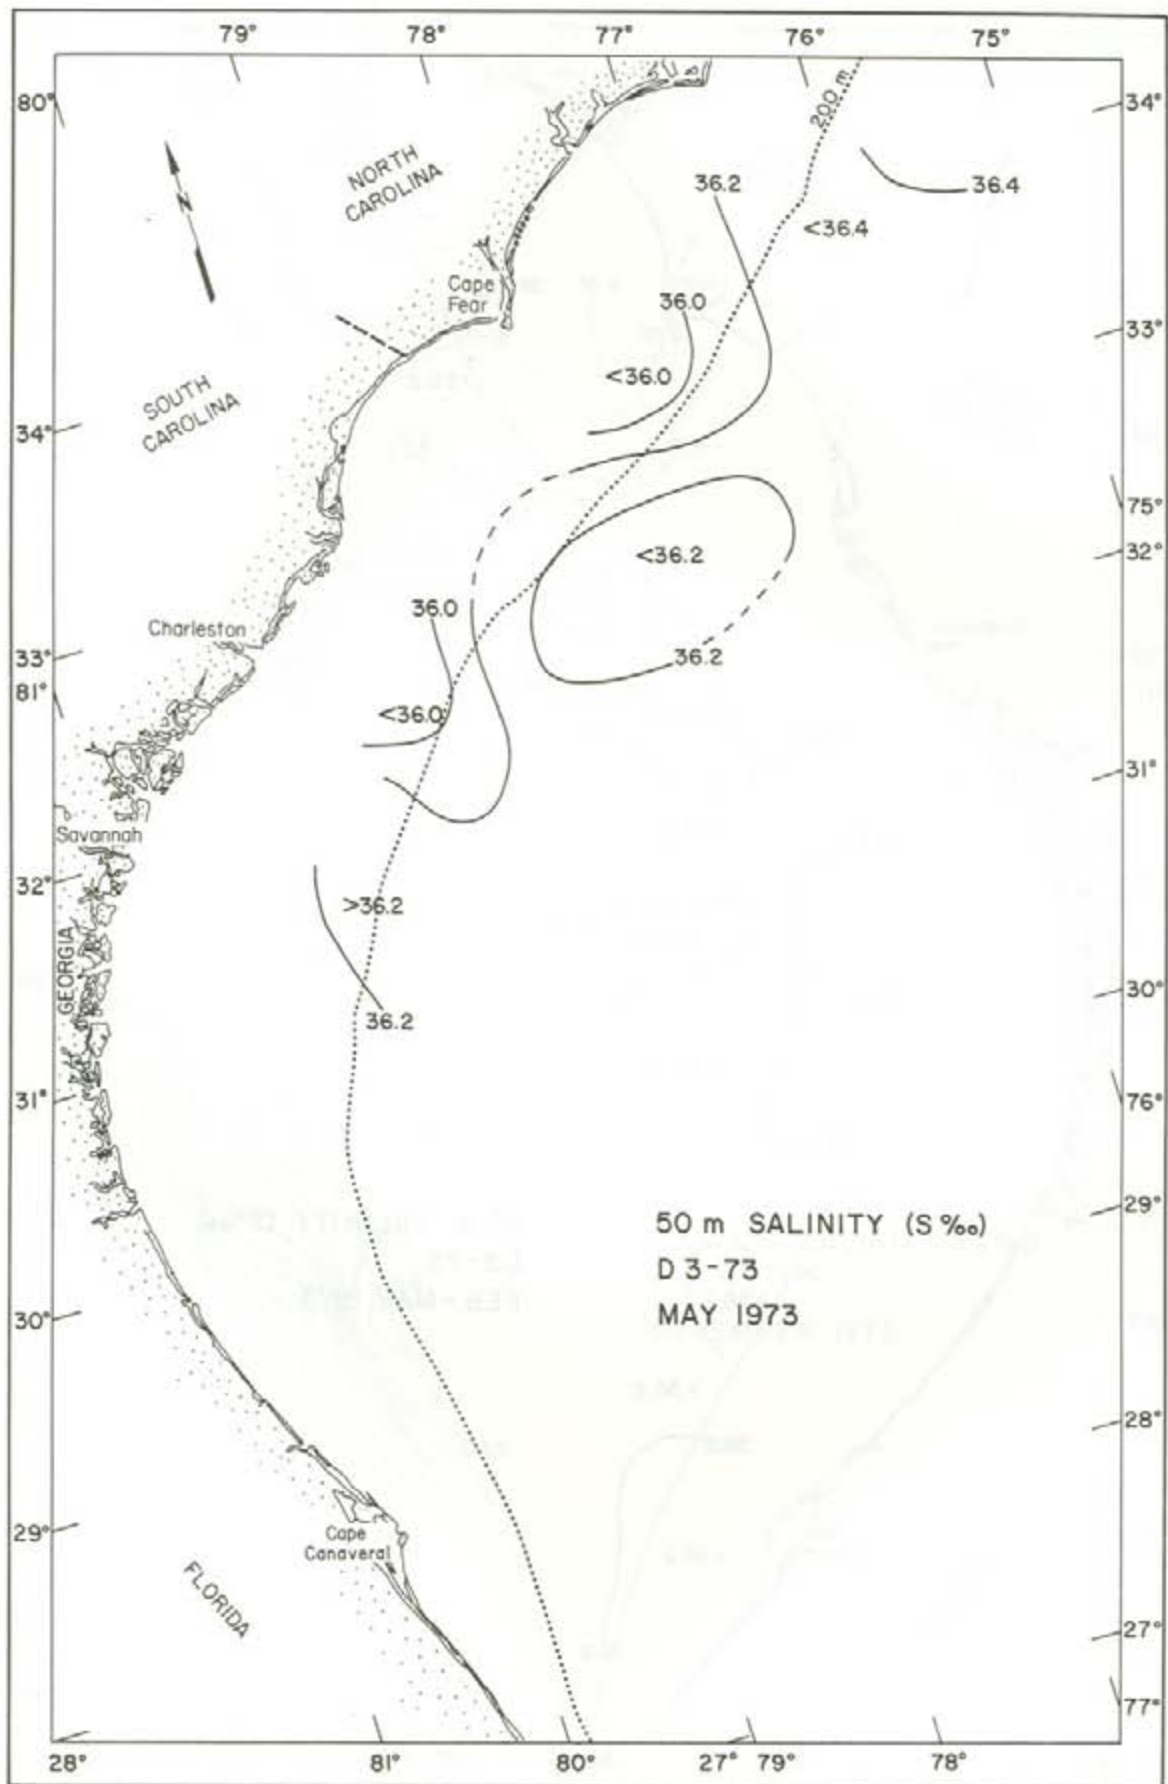 79° 78° 77° 76° 75°
80°
34°
200 m
N
NORTH
CAROLINA
36.2
36.4
<36.4
Cape
Fear
36.0
33°
<36.0
SOUTH
CAROLINA
34°
75°
32°
<36.2
36.0
Charleston
36.2
33°
81°
<36.0
31°
Savannah
32°
>36.2
GEORGIA
30°
36.2
31°
76°
29°
50 m SALINITY (S‰)
D 3-73
MAY 1973
30°
28°
29°
Cape
Canaveral
FLORIDA
27°
77°
28° 81° 80° 27° 79° 78°